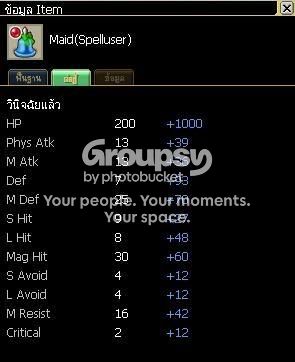 ข้อมูล Item
Maid(Spelluser)
พื้นฐาน ข้อมูล
วินิจฉัยแล้ว
HP 200 +1000
Phys Atk 13 +39
M Atk
Def
M Def
S Hit 9
L Hit 8 +48
Mag Hit 30 +60
S Avoid 4 +12
L Avoid 4 +12
M Resist 16 +42
Critical 2 +12
Groupsy
by photobucket
Your people. Your moments.
Your space.